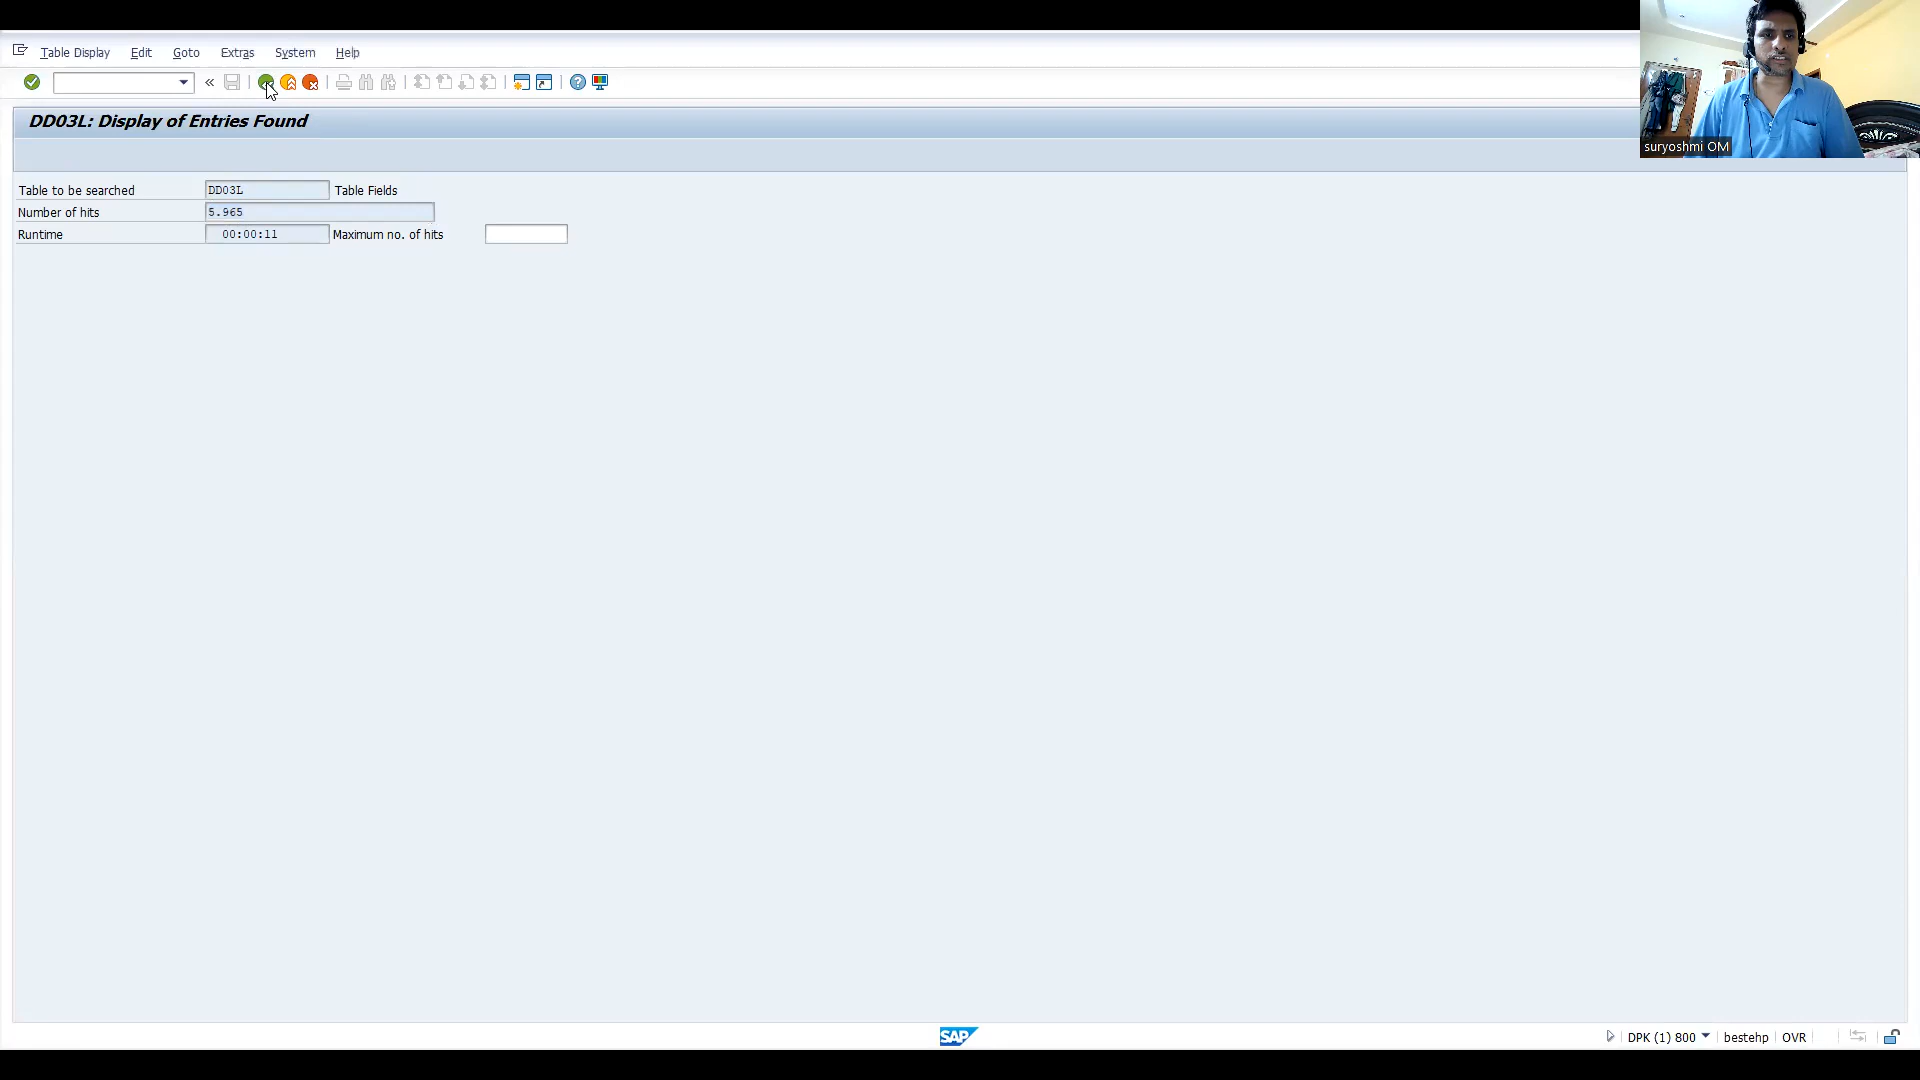 Table Display Edit Goto Extras System Help
DD03L: Display of Entries Found
suryoshmi OM
Table to be searched DD03L Table Fields
Number of hits 5.965
Runtime 00:00:11 Maximum no. of hits
SAP DPK (1) 800 bestehp OVR